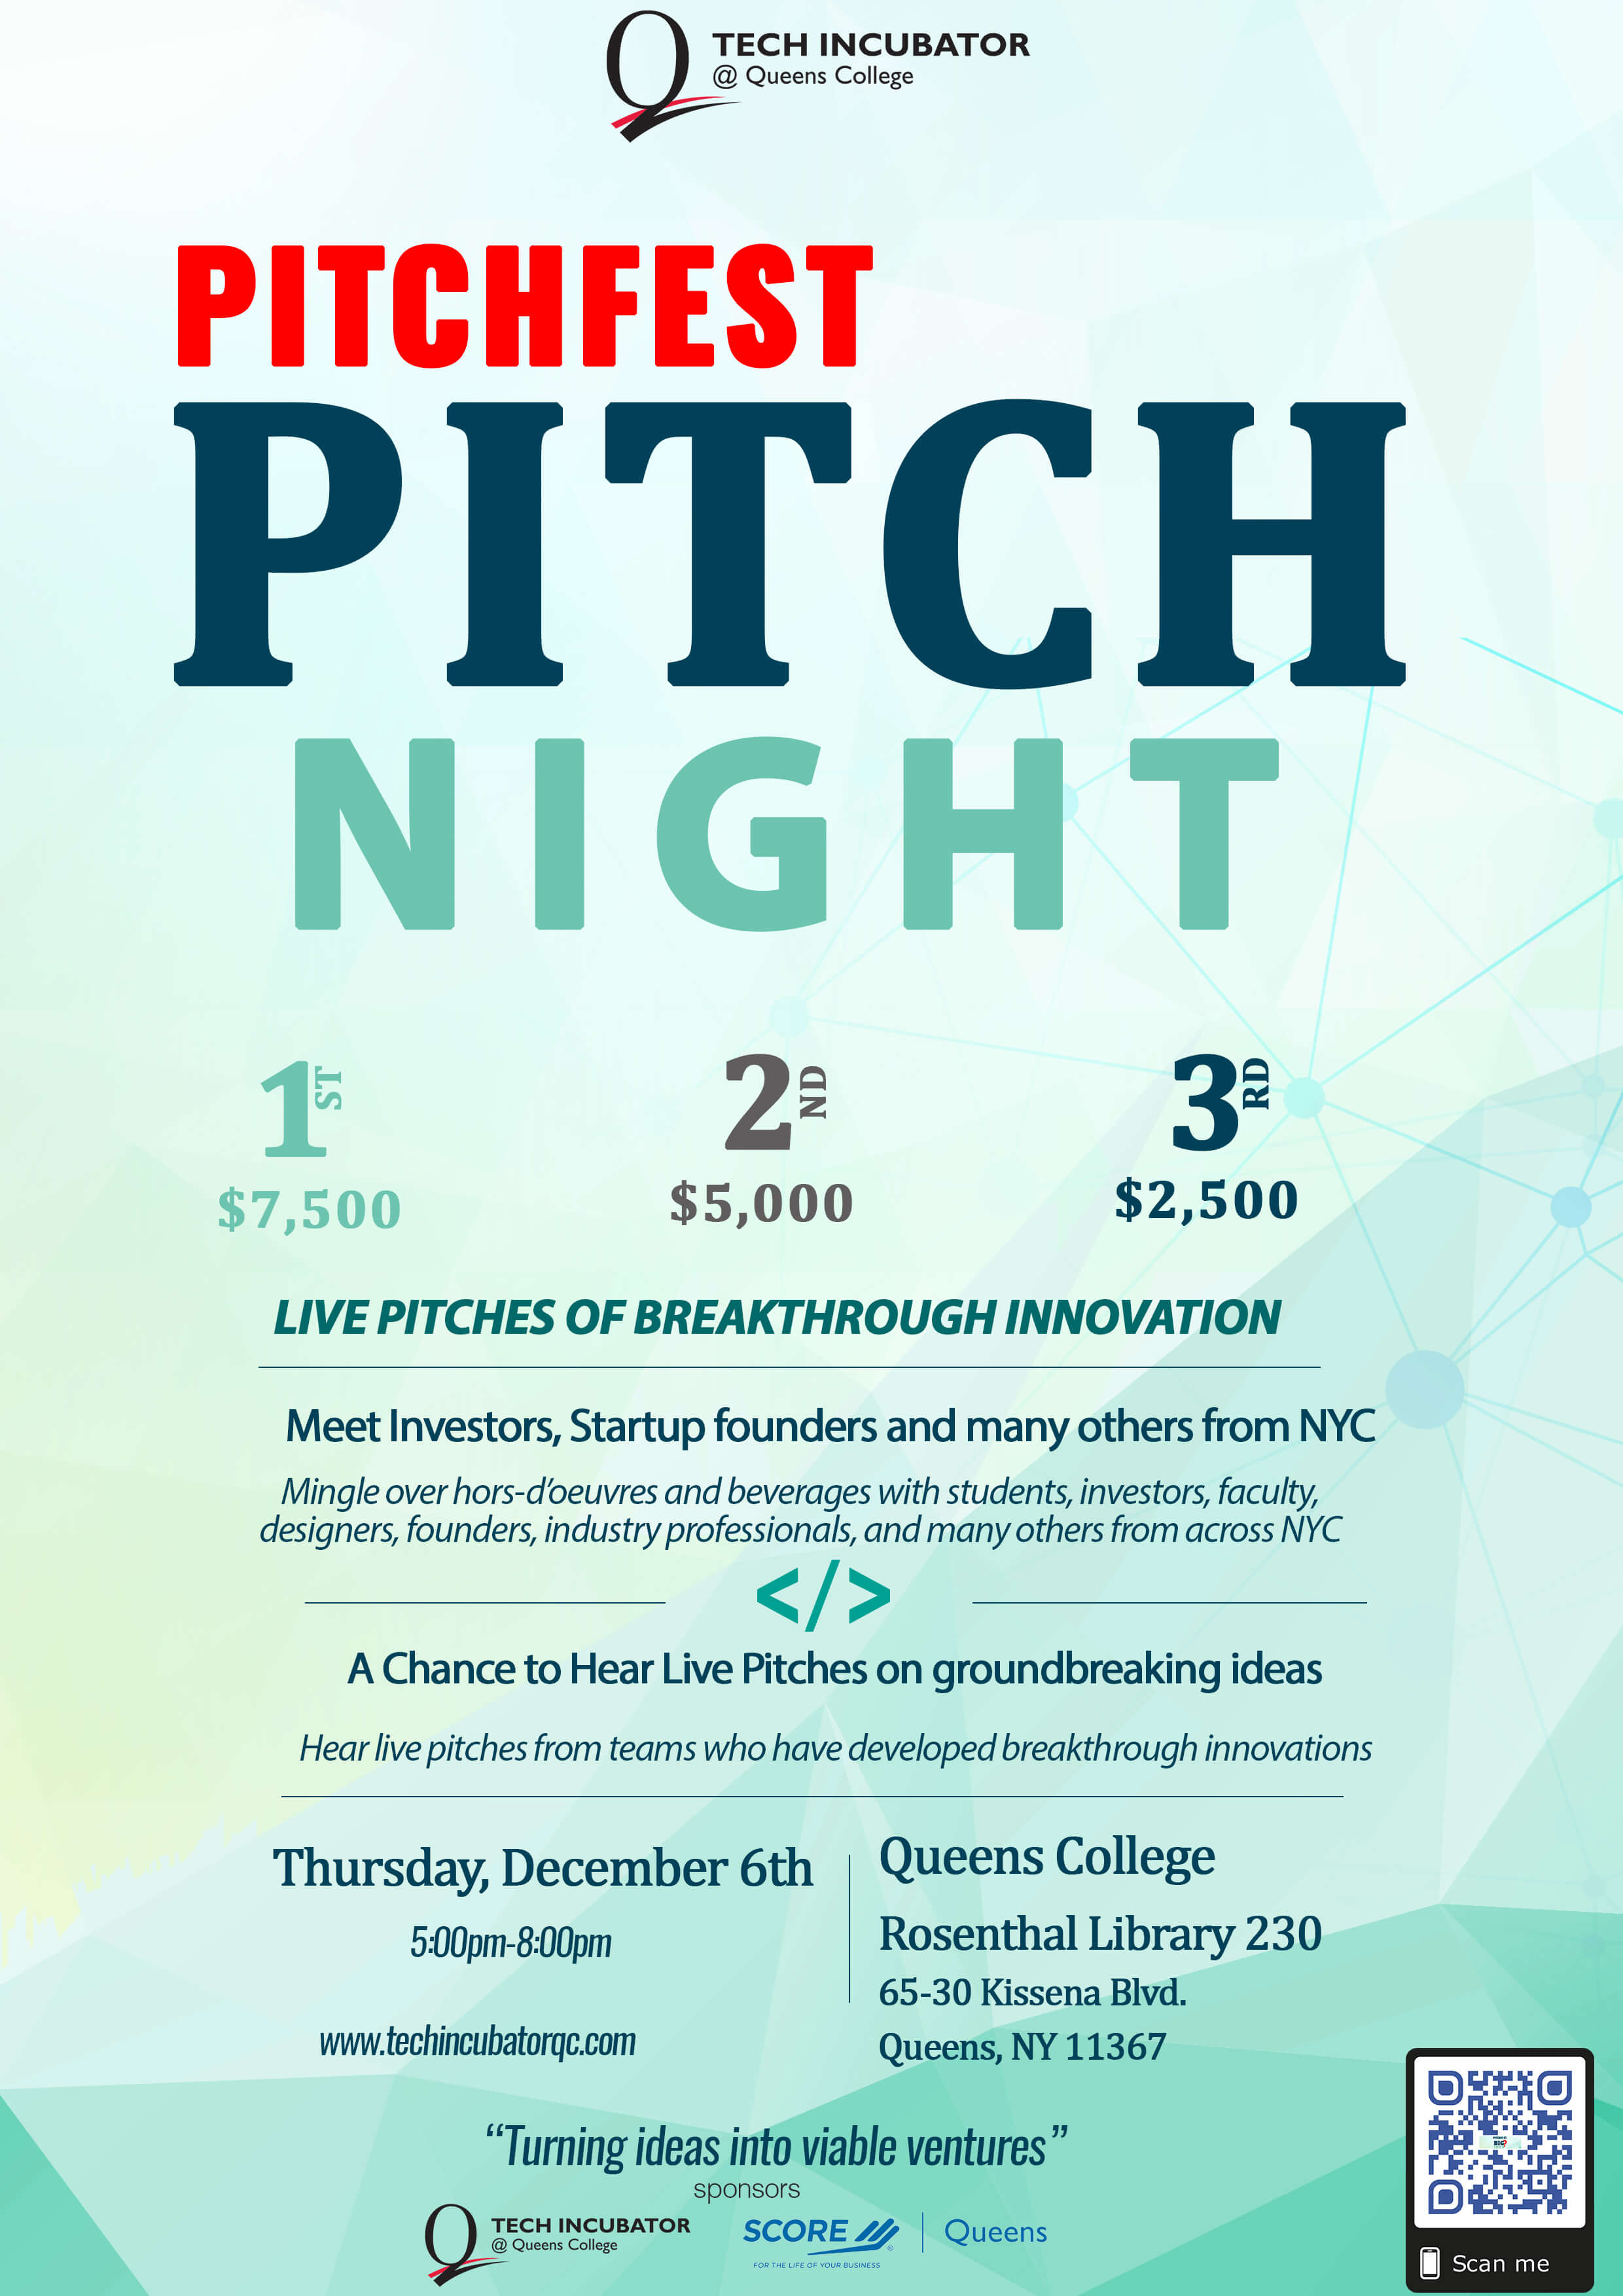 TECH INCUBATOR
@ Queens College
PITCHFEST
PITCH
NIGHT
1ST
$7,500
2ND
$5,000
3RD
$2,500
LIVE PITCHES OF BREAKTHROUGH INNOVATION
Meet Investors, Startup founders and many others from NYC
Mingle over hors-d’oeuvres and beverages with students, investors, faculty,
designers, founders, industry professionals, and many others from across NYC
</>
A Chance to Hear Live Pitches on groundbreaking ideas
Hear live pitches from teams who have developed breakthrough innovations
Thursday, December 6th
5:00pm-8:00pm
www.techincubatorqc.com
Queens College
Rosenthal Library 230
65-30 Kissena Blvd.
Queens, NY 11367
“Turning ideas into viable ventures”
sponsors
TECH INCUBATOR
@ Queens College
SCORE ®
FOR THE LIFE OF YOUR BUSINESS
Queens
Scan me